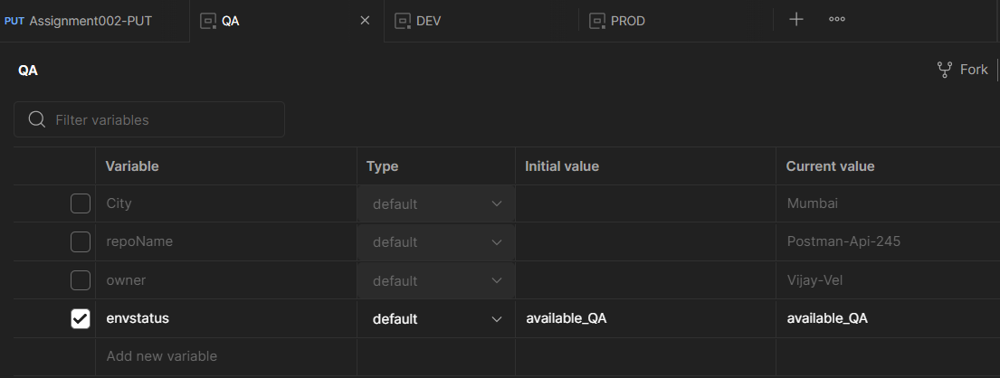 PUT Assignment002-PUT QA DEV PROD
QA Fork
Filter variables
Variable Type Initial value Current value
City default Mumbai
repoName default Postman-Api-245
owner default Vijay-Vel
envstatus default available_QA available_QA
Add new variable